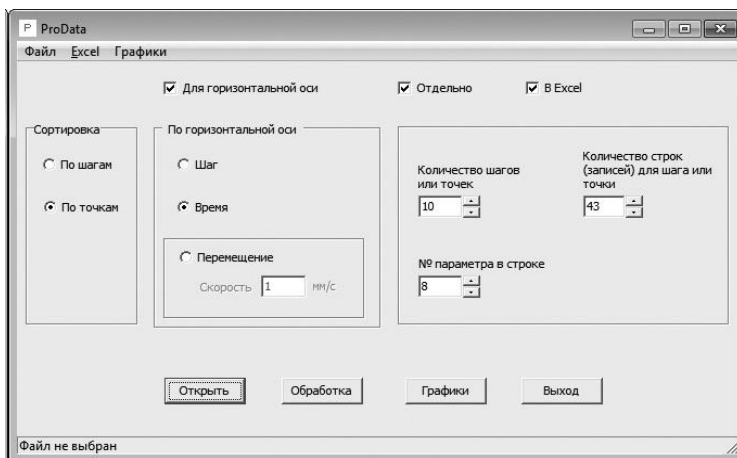 P ProData
Файл Excel Графики
Для горизонтальной оси Отдельно В Excel
Сортировка
По шагам
По точкам
По горизонтальной оси
Шаг
Время
Перемещение
Скорость 1 мм/с
Количество шагов
или точек
10
Количество строк
(записей) для шага или
точки
43
№ параметра в строке
8
Открыть Обработка Графики Выход
Файл не выбран